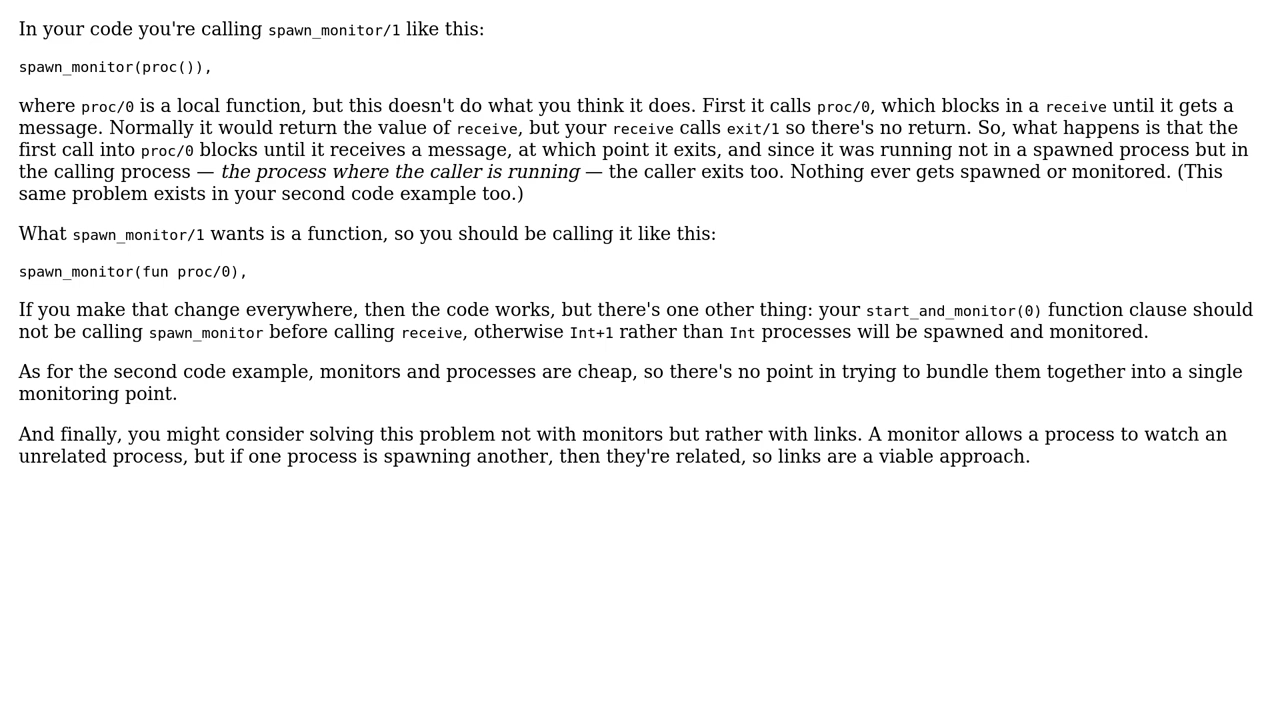 In your code you're calling spawn_monitor/1 like this:
spawn_monitor(proc()),
where proc/0 is a local function, but this doesn't do what you think it does. First it calls proc/0, which blocks in a receive until it gets a
message. Normally it would return the value of receive, but your receive calls exit/1 so there's no return. So, what happens is that the
first call into proc/0 blocks until it receives a message, at which point it exits, and since it was running not in a spawned process but in
the calling process — the process where the caller is running — the caller exits too. Nothing ever gets spawned or monitored. (This
same problem exists in your second code example too.)
What spawn_monitor/1 wants is a function, so you should be calling it like this:
spawn_monitor(fun proc/0),
If you make that change everywhere, then the code works, but there's one other thing: your start_and_monitor(0) function clause should
not be calling spawn_monitor before calling receive, otherwise Int+1 rather than Int processes will be spawned and monitored.
As for the second code example, monitors and processes are cheap, so there's no point in trying to bundle them together into a single
monitoring point.
And finally, you might consider solving this problem not with monitors but rather with links. A monitor allows a process to watch an
unrelated process, but if one process is spawning another, then they're related, so links are a viable approach.